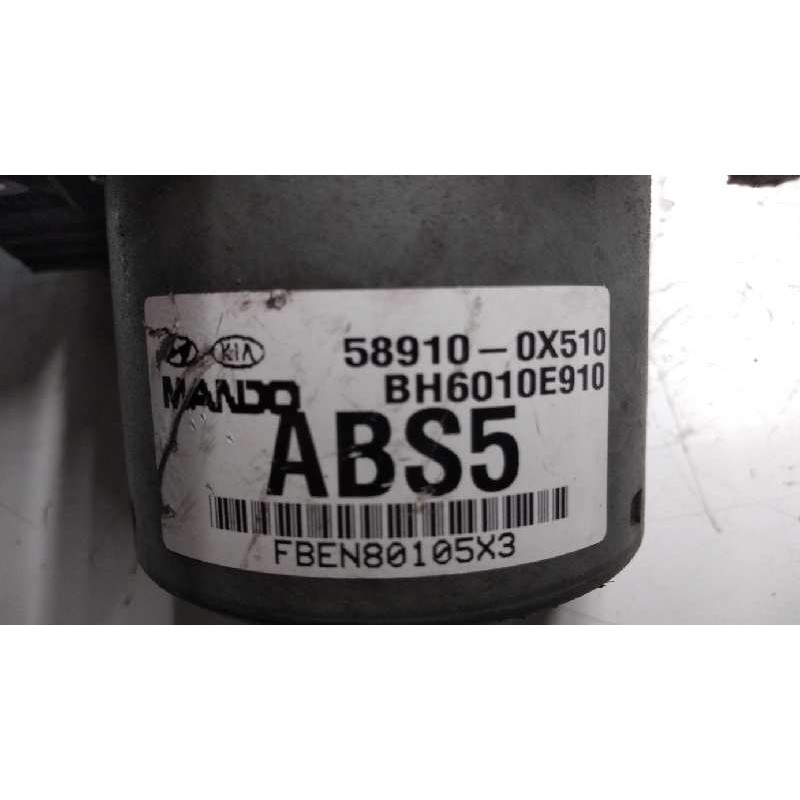 KIA 58910-0X510
MANDO BH6010E910
ABS5
FBEN80105X3